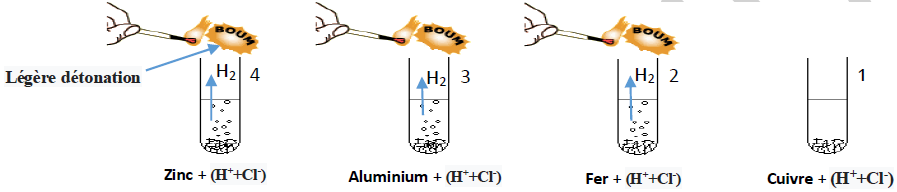 BOUM
BOUM
BOUM
Légère détonation
H2 4
H2 3
H2 2
1
Zinc + (H⁺+Cl⁻)
Aluminium + (H⁺+Cl⁻)
Fer + (H⁺+Cl⁻)
Cuivre + (H⁺+Cl⁻)